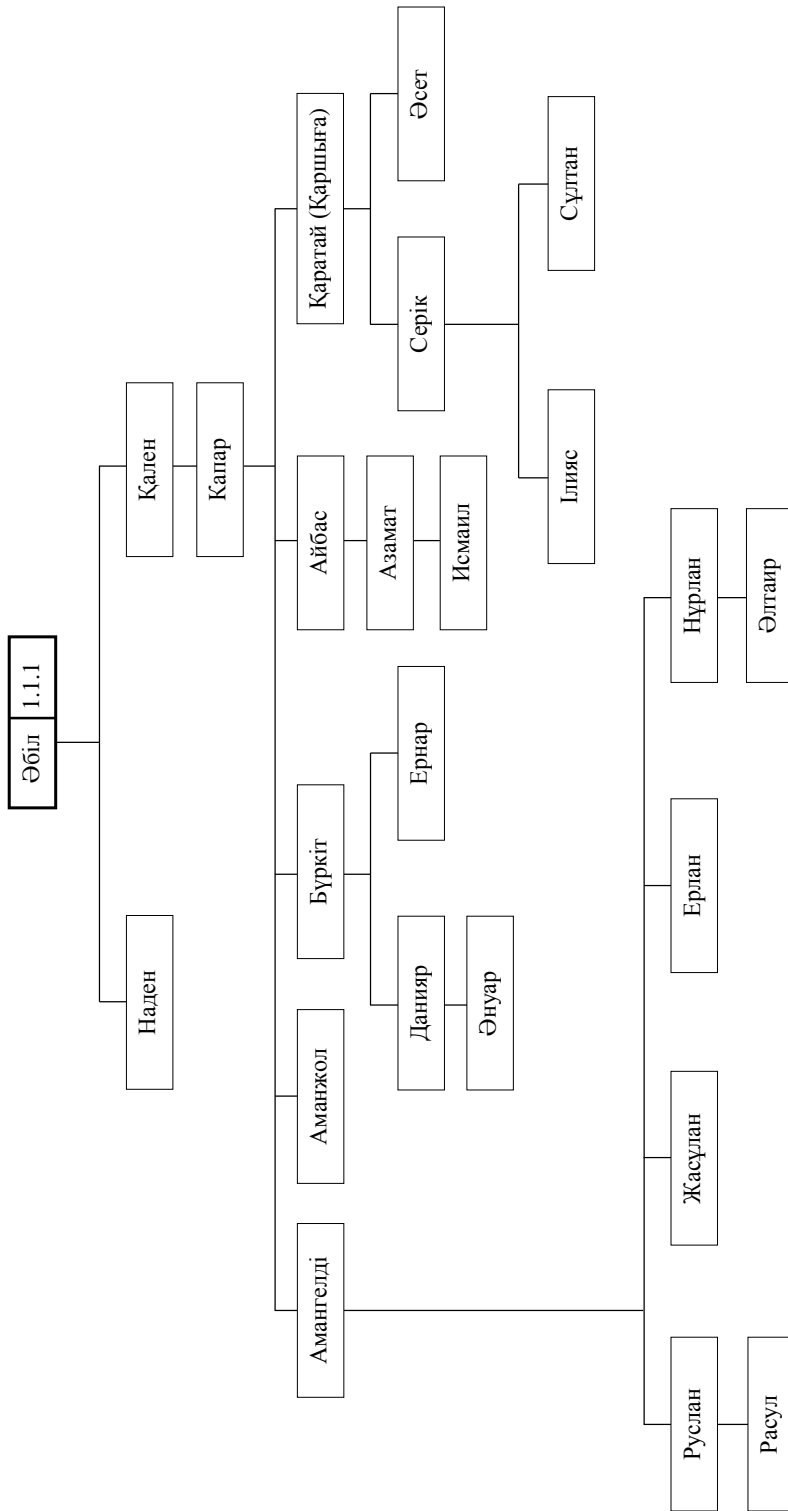 Әбіл 1.1.1
Наден
Қален
Капар
Амангелді
Аманжол
Бүркіт
Айбас
Қаратай (Қаршыға)
Данияр
Ернар
Азамат
Серік
Әсет
Әнуар
Исмаил
Ілияс
Сұлтан
Руслан
Жасұлан
Ерлан
Нұрлан
Расул
Әлтаир